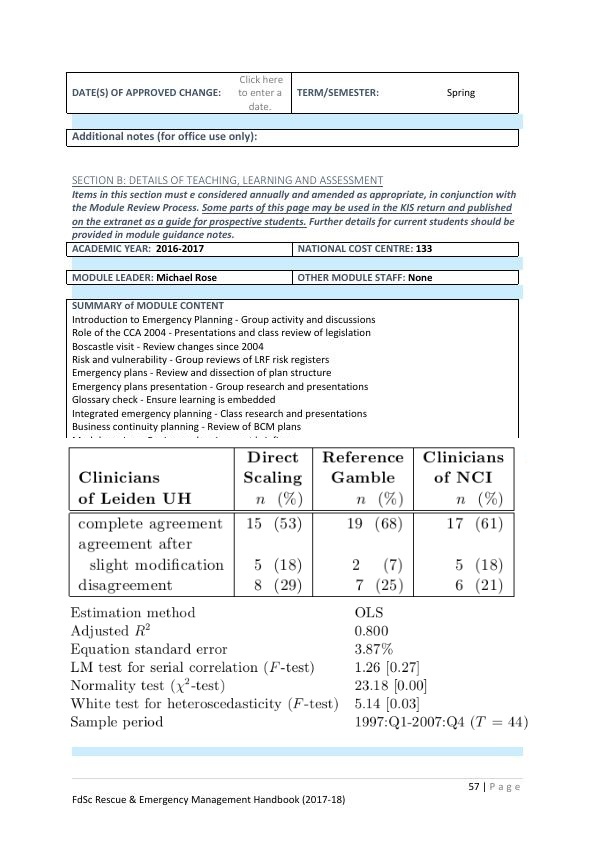 DATE(S) OF APPROVED CHANGE: Click here to enter a date. TERM/SEMESTER: Spring
Additional notes (for office use only):
SECTION B: DETAILS OF TEACHING, LEARNING AND ASSESSMENT
Items in this section must e considered annually and amended as appropriate, in conjunction with
the Module Review Process. Some parts of this page may be used in the KIS return and published
on the extranet as a guide for prospective students. Further details for current students should be
provided in module guidance notes.
ACADEMIC YEAR: 2016-2017 NATIONAL COST CENTRE: 133
MODULE LEADER: Michael Rose OTHER MODULE STAFF: None
SUMMARY of MODULE CONTENT
Introduction to Emergency Planning - Group activity and discussions
Role of the CCA 2004 - Presentations and class review of legislation
Boscastle visit - Review changes since 2004
Risk and vulnerability - Group reviews of LRF risk registers
Emergency plans - Review and dissection of plan structure
Emergency plans presentation - Group research and presentations
Glossary check - Ensure learning is embedded
Integrated emergency planning - Class research and presentations
Business continuity planning - Review of BCM plans
Direct Reference Clinicians
Clinicians Scaling Gamble of NCI
of Leiden UH n (%) n (%) n (%)
complete agreement 15 (53) 19 (68) 17 (61)
agreement after
slight modification 5 (18) 2 (7) 5 (18)
disagreement 8 (29) 7 (25) 6 (21)
Estimation method OLS
Adjusted R² 0.800
Equation standard error 3.87%
LM test for serial correlation (F-test) 1.26 [0.27]
Normality test (χ²-test) 23.18 [0.00]
White test for heteroscedasticity (F-test) 5.14 [0.03]
Sample period 1997:Q1-2007:Q4 (T = 44)
57 | Page
FdSc Rescue & Emergency Management Handbook (2017-18)